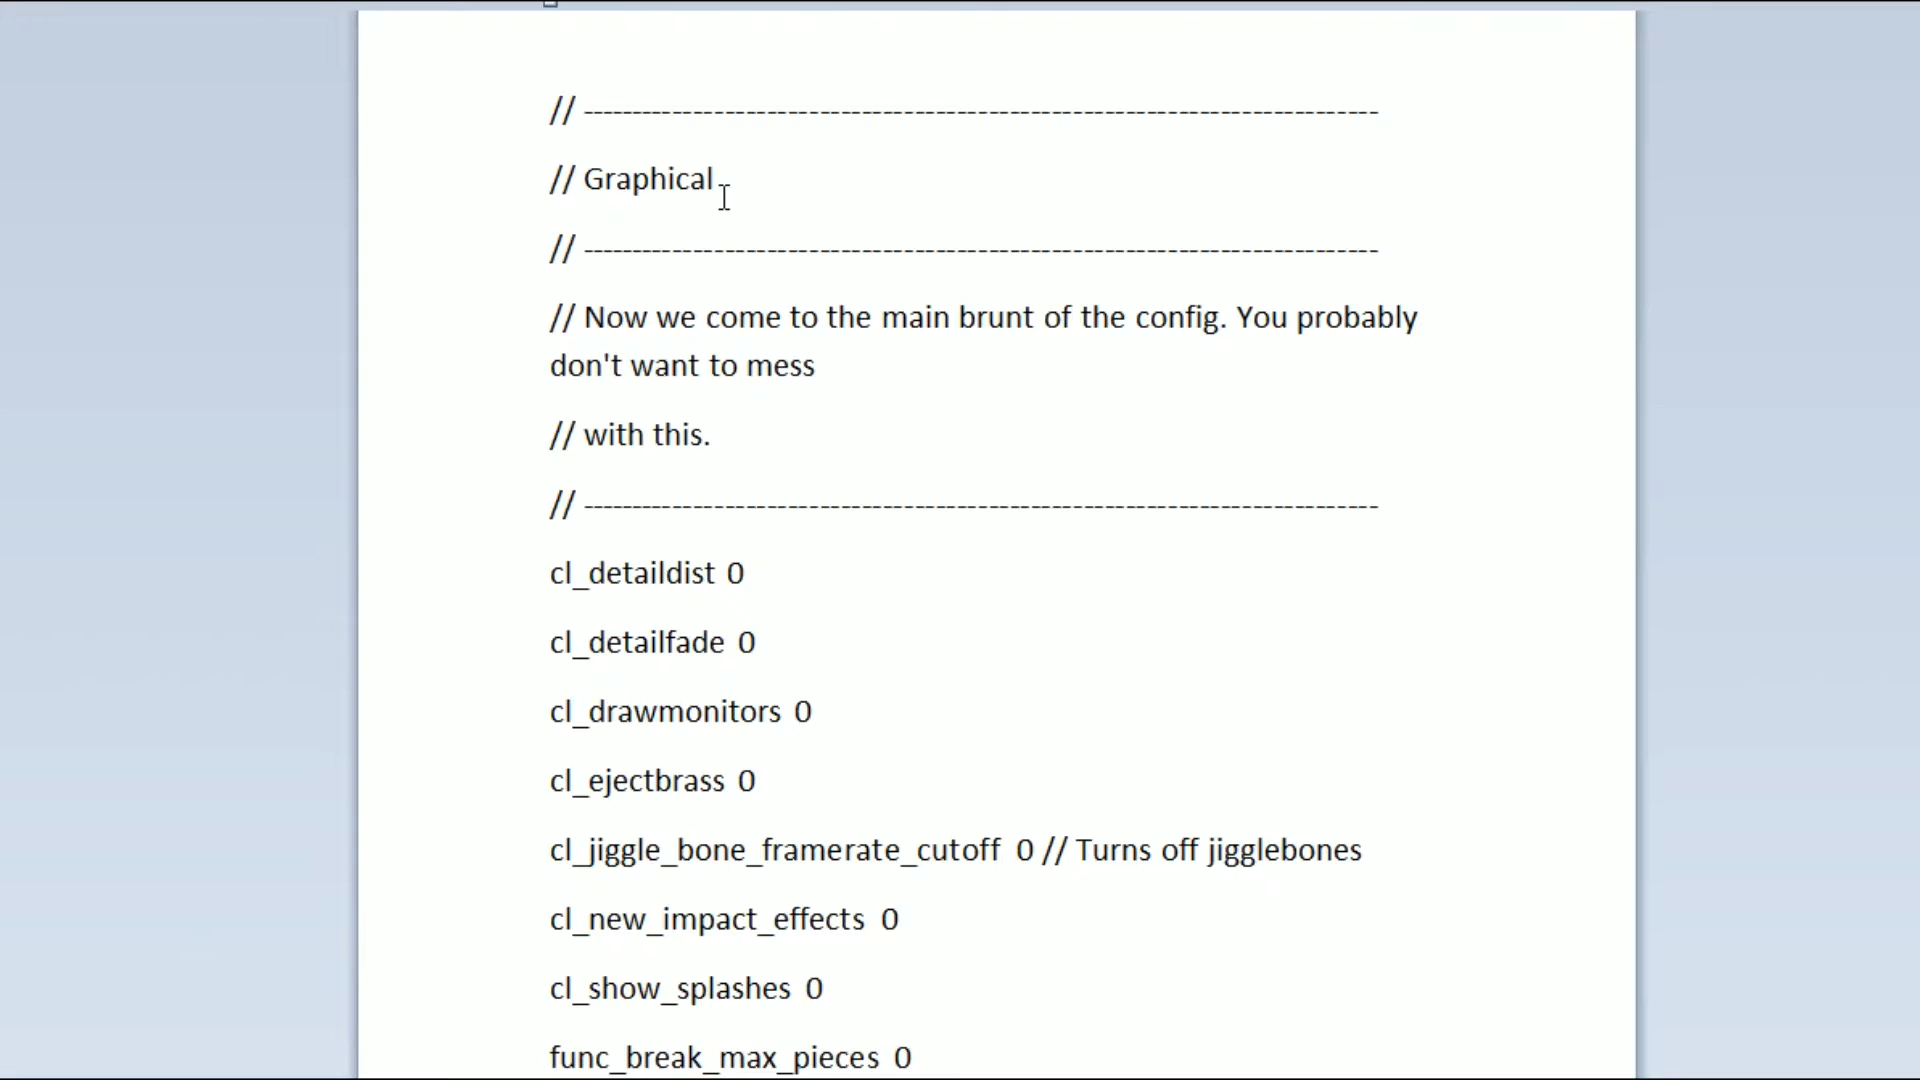 // --------------------------------------------------------------------------
// Graphical
// --------------------------------------------------------------------------
// Now we come to the main brunt of the config. You probably
don't want to mess
// with this.
// --------------------------------------------------------------------------
cl_detaildist 0
cl_detailfade 0
cl_drawmonitors 0
cl_ejectbrass 0
cl_jiggle_bone_framerate_cutoff 0 // Turns off jigglebones
cl_new_impact_effects 0
cl_show_splashes 0
func_break_max_pieces 0